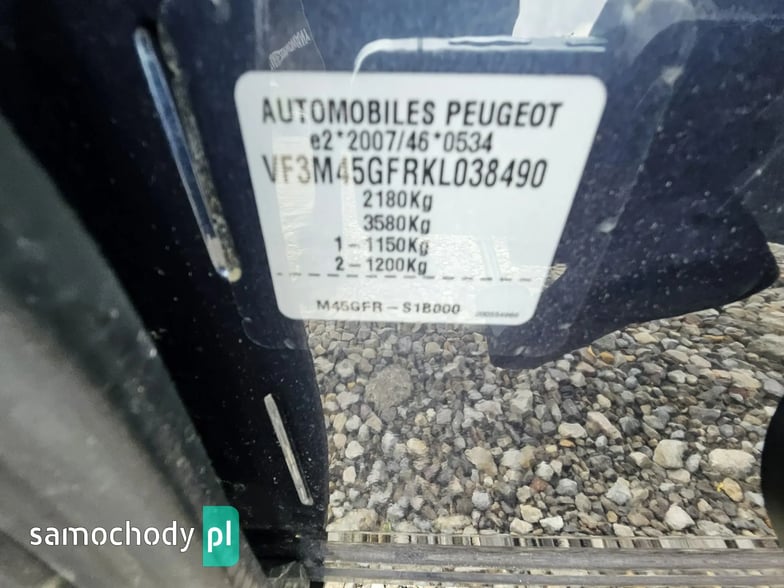 AUTOMOBILES PEUGEOT
e2*2007/46*0534
VF3M45GFRKL038490
2180Kg
3580Kg
1-1150Kg
2-1200Kg
M45GFR-S1B000
samochody pl